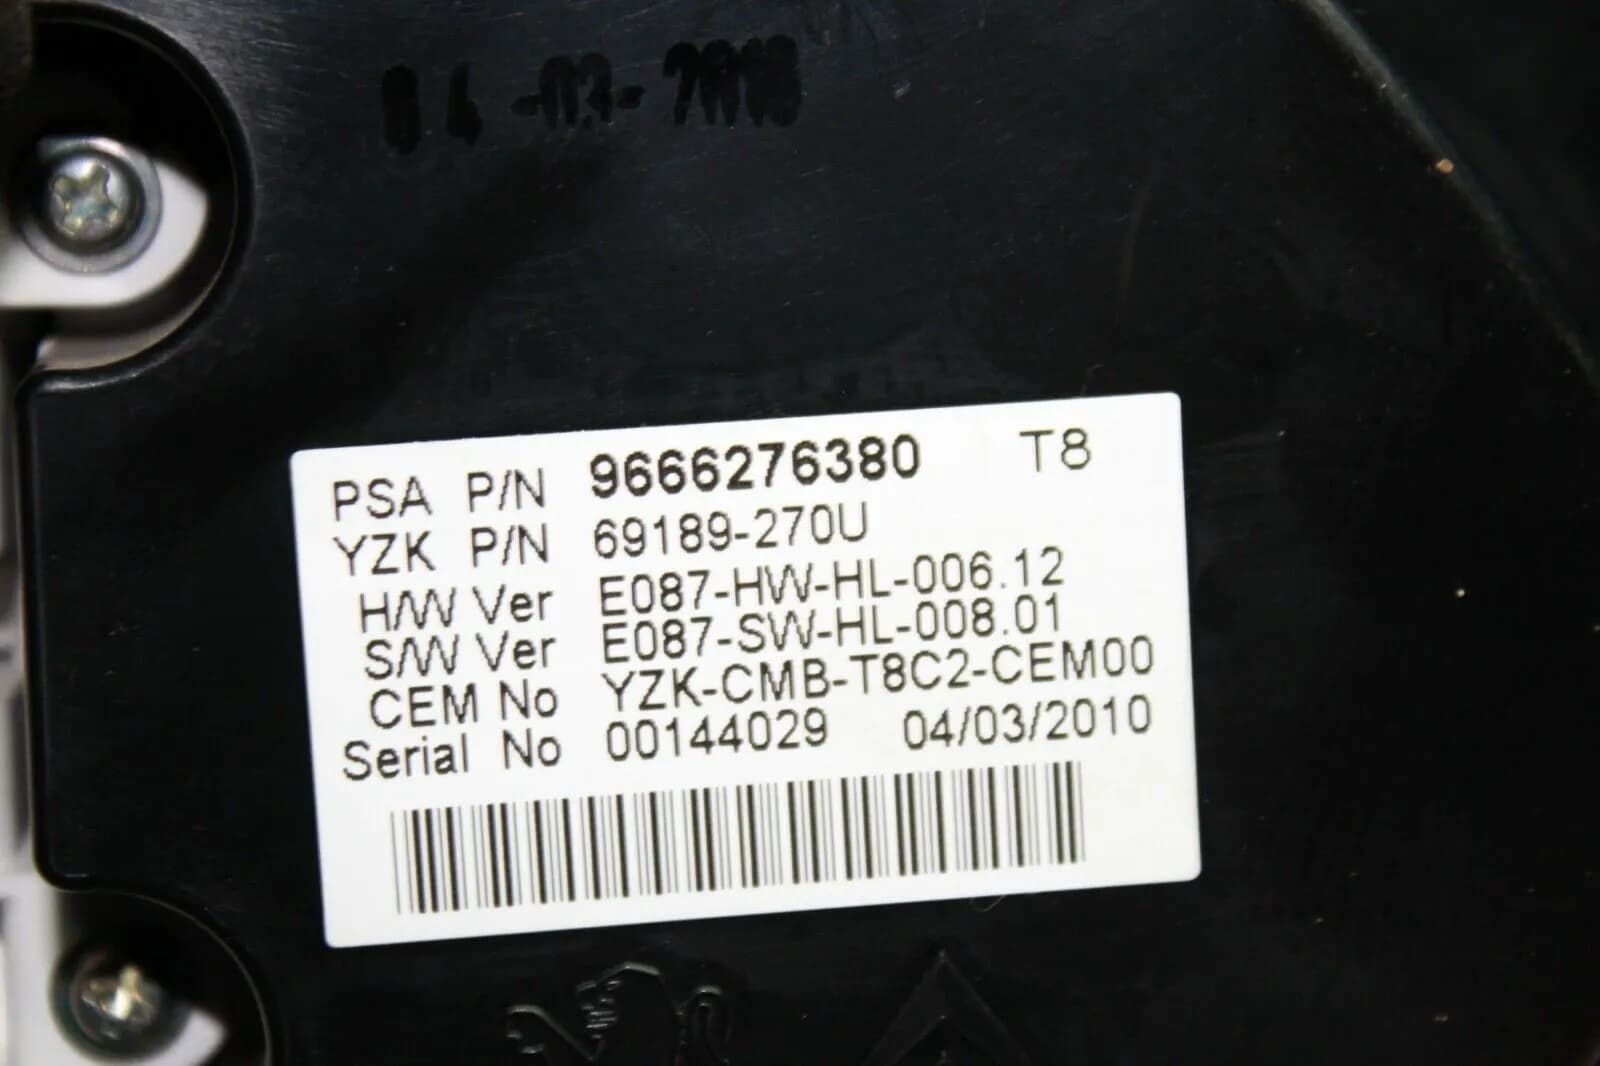 PSA P/N 9666276380 T8
YZK P/N 69189-270U
H/W Ver E087-HW-HL-006.12
S/W Ver E087-SW-HL-008.01
CEM No YZK-CMB-T8C2-CEM00
Serial No 00144029 04/03/2010